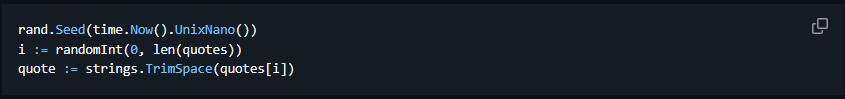 rand.Seed(time.Now().UnixNano())
i := randomInt(0, len(quotes))
quote := strings.TrimSpace(quotes[i])